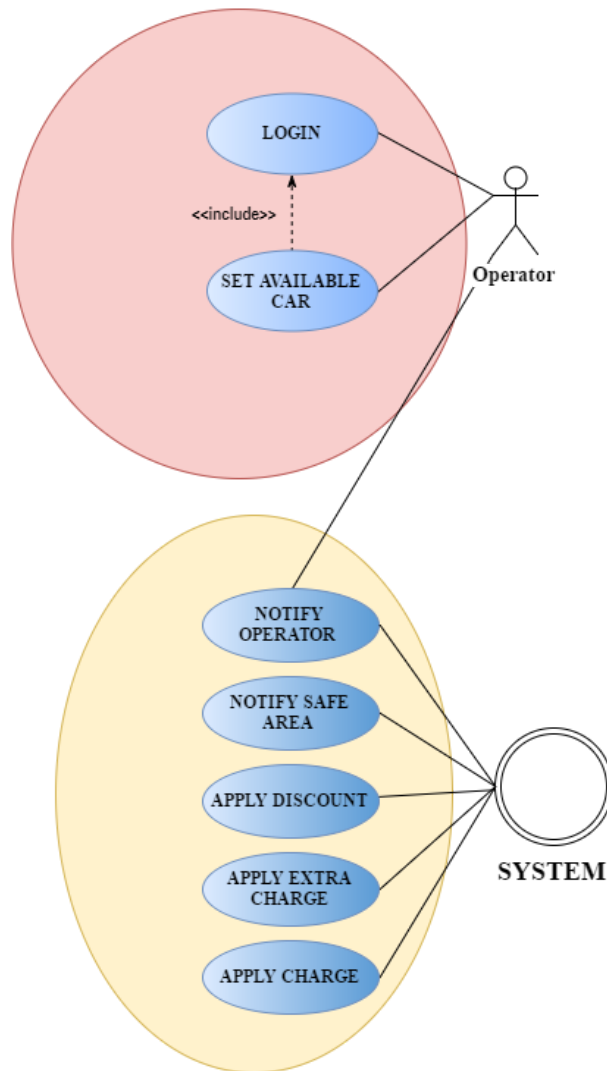 LOGIN
<<include>>
SET AVAILABLE
CAR
Operator
NOTIFY
OPERATOR
NOTIFY SAFE
AREA
APPLY DISCOUNT
APPLY EXTRA
CHARGE
APPLY CHARGE
SYSTEM